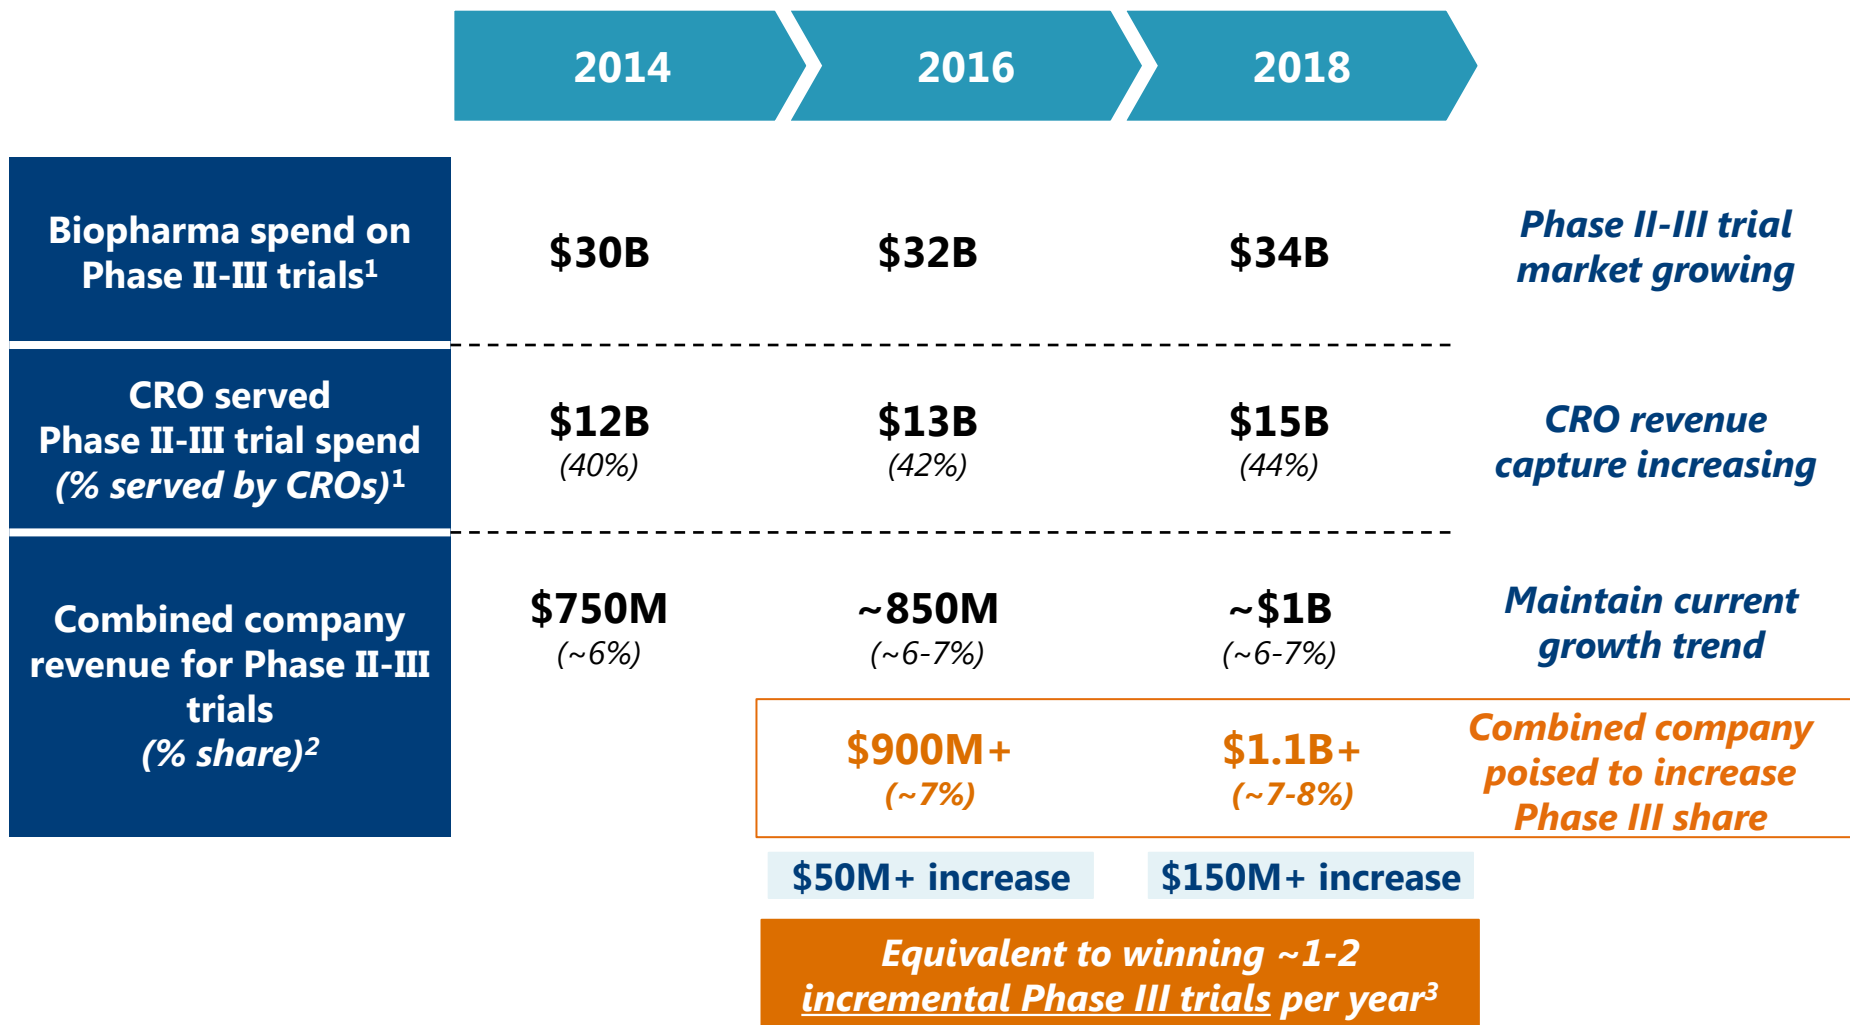 2014
2016
2018
Biopharma spend on
Phase II-III trials1
$30B
$32B
$34B
Phase II-III trial
market growing
CRO served
Phase II-III trial spend
(% served by CROs)1
$12B
(40%)
$13B
(42%)
$15B
(44%)
CRO revenue
capture increasing
Combined company
revenue for Phase II-III
trials
(% share)2
$750M
(~6%)
~850M
(~6-7%)
~$1B
(~6-7%)
Maintain current
growth trend
$900M+
(~7%)
$1.1B+
(~7-8%)
Combined company
poised to increase
Phase III share
$50M+ increase
$150M+ increase
Equivalent to winning ~1-2
incremental Phase III trials per year3